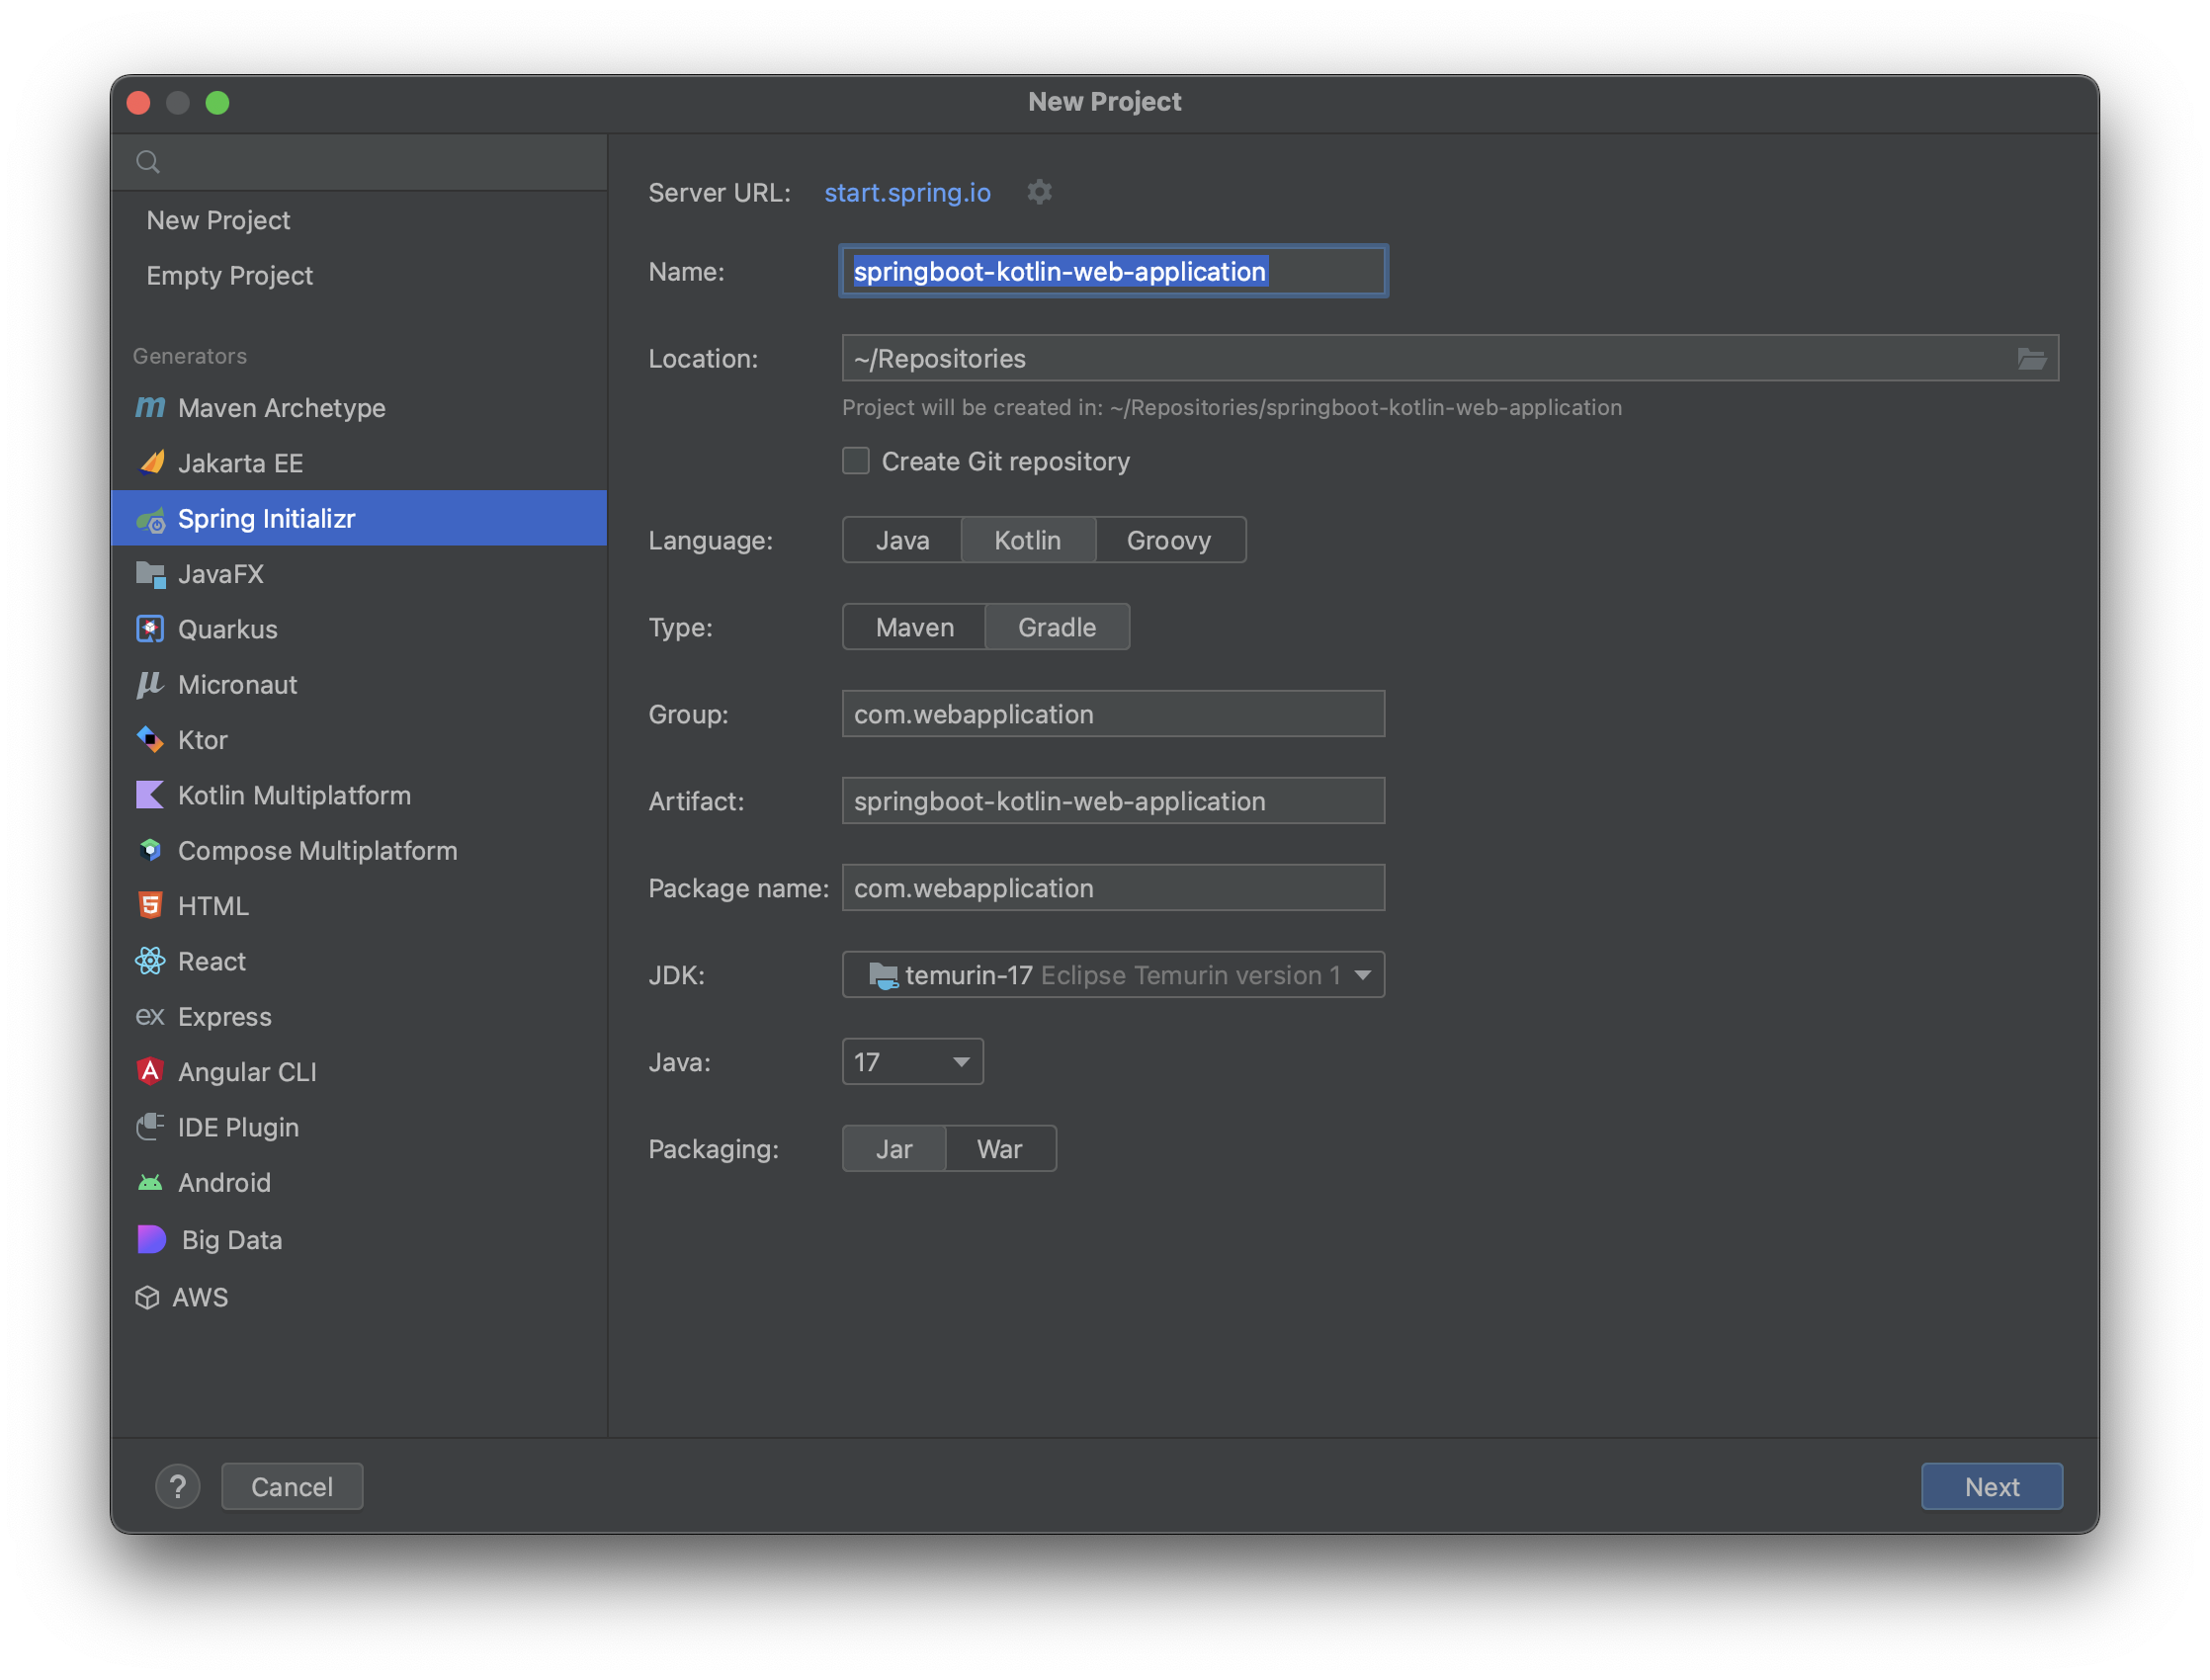 New Project
New Project
Empty Project
Generators
Maven Archetype
Jakarta EE
Spring Initializr
JavaFX
Quarkus
Micronaut
Ktor
Kotlin Multiplatform
Compose Multiplatform
HTML
React
ex Express
Angular CLI
IDE Plugin
Android
Big Data
AWS
Server URL: start.spring.io
Name: springboot-kotlin-web-application
Location: ~/Repositories
Project will be created in: ~/Repositories/springboot-kotlin-web-application
Create Git repository
Language: Java Kotlin Groovy
Type: Maven Gradle
Group: com.webapplication
Artifact: springboot-kotlin-web-application
Package name: com.webapplication
JDK: temurin-17 Eclipse Temurin version 1
Java: 17
Packaging: Jar War
? Cancel Next